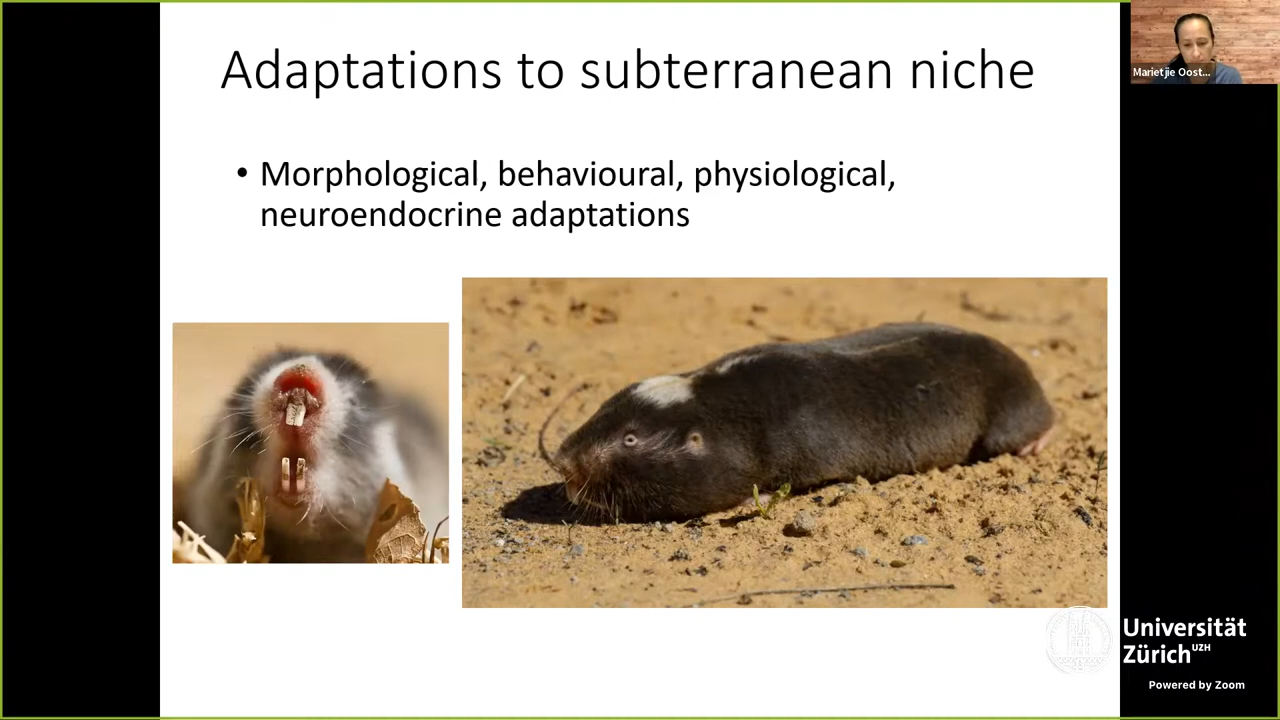 Adaptations to subterranean niche
• Morphological, behavioural, physiological,
neuroendocrine adaptations
Marietjie Oost...
Universität
Zürich UZH
Powered by Zoom